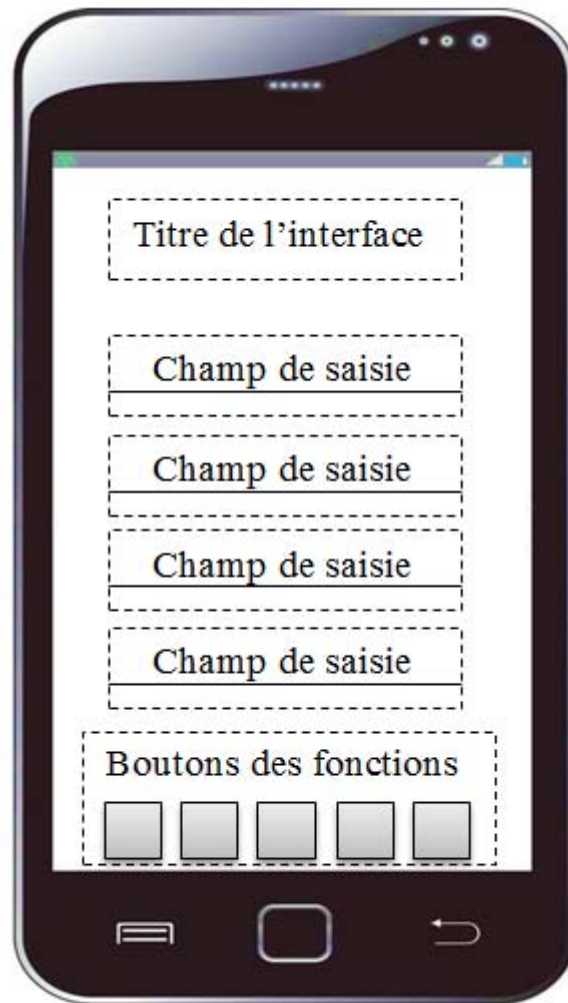 Titre de l’interface
Champ de saisie
Champ de saisie
Champ de saisie
Champ de saisie
Boutons des fonctions